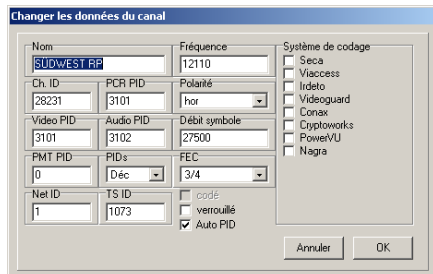 Changer les données du canal
Nom
SÜDWEST RP
Fréquence
12110
Système de codage
Seca
Viaccess
Irdeto
Videoguard
Conax
Cryptoworks
PowerVU
Nagra
Ch. ID
28231
PCR PID
3101
Polarité
hor
Video PID
3101
Audio PID
3102
Débit symbole
27500
PMT PID
0
PIDs
Déc
FEC
3/4
Net ID
1
TS ID
1073
codé
verrouillé
Auto PID
Annuler
OK